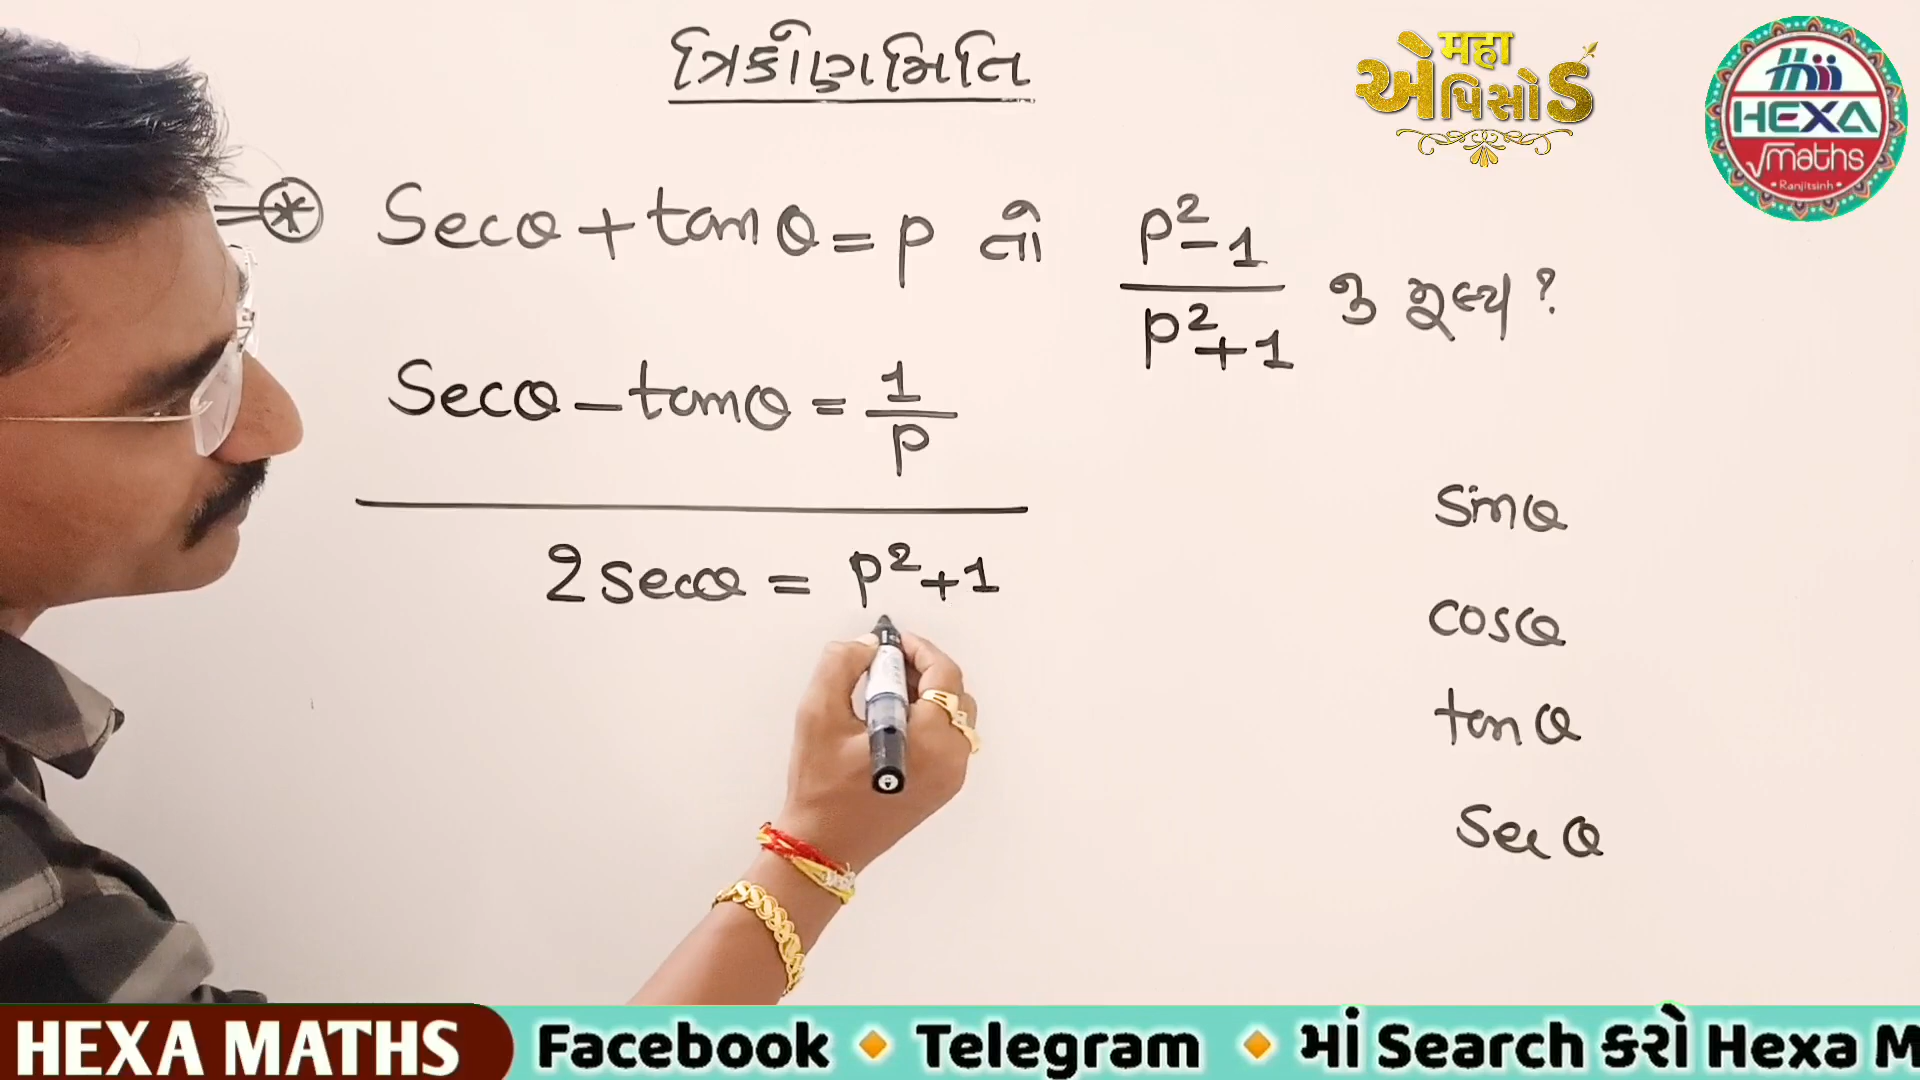 ત્રિકોણમિતિ
મહા
એપિસોડ
HEXA
√maths
• Ranjitsinh •
* Secθ + tanθ = p તો (p²-1)/(p²+1) નું મૂલ્ય ?
Secθ - tanθ = 1/p
2 secθ = p²+1
Sinθ
cosθ
tanθ
Secθ
HEXA MATHS Facebook 🔸 Telegram 🔸 માં Search કરો Hexa M